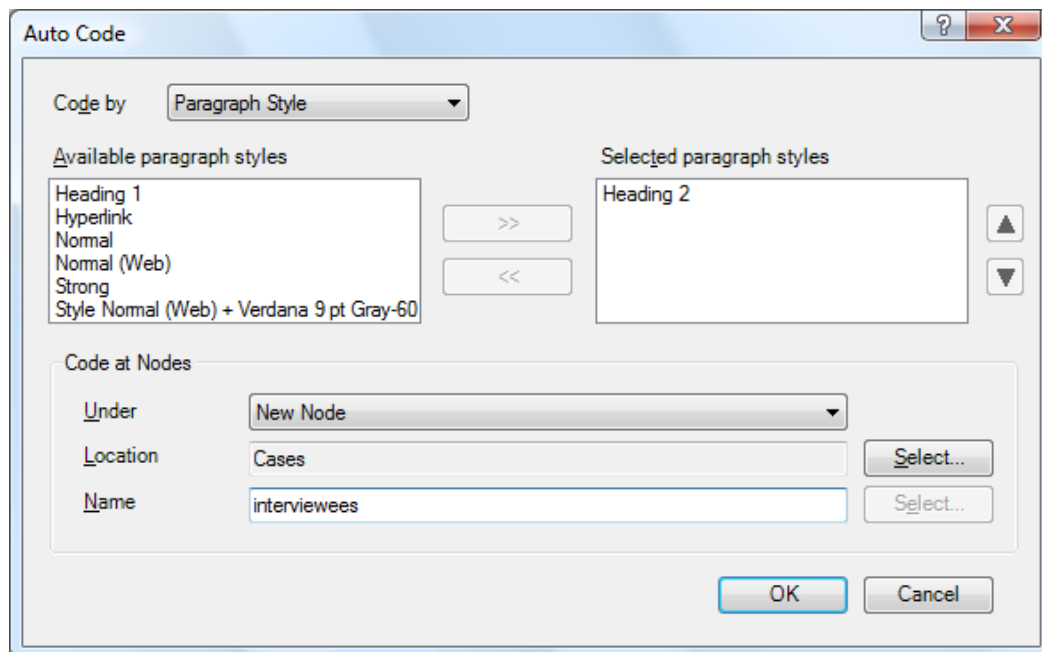 Auto Code
?
X
Code by
Paragraph Style
Available paragraph styles
Selected paragraph styles
Heading 1
Hyperlink
Normal
Normal (Web)
Strong
Style Normal (Web) + Verdana 9 pt Gray-60
>>
<<
Heading 2
Code at Nodes
Under
New Node
Location
Cases
Select...
Name
interviewees
Select...
OK
Cancel